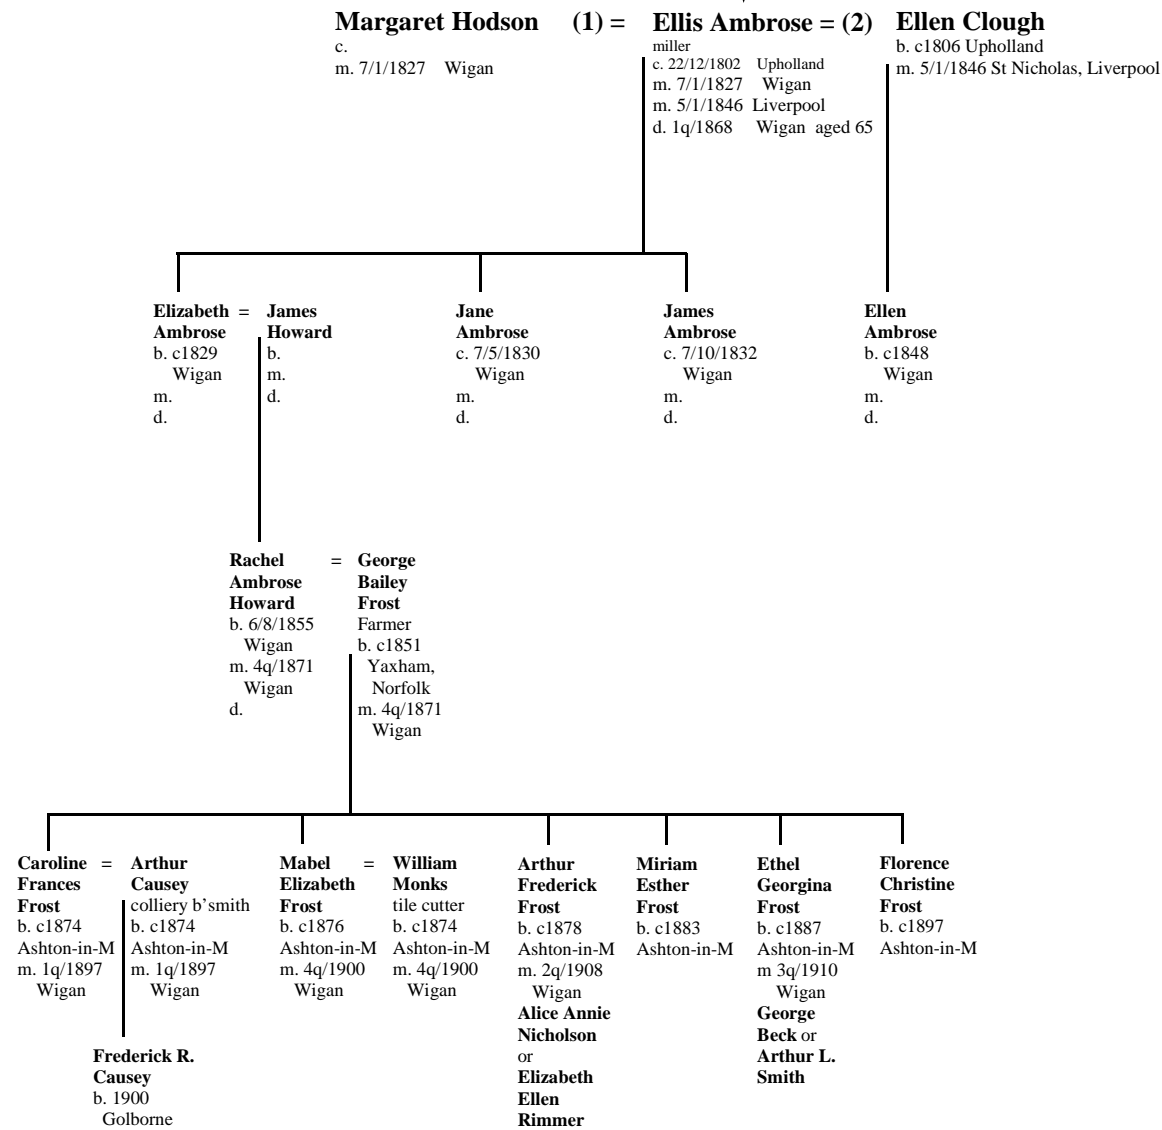 Margaret Hodson (1) = Ellis Ambrose = (2) Ellen Clough
c.
m. 7/1/1827 Wigan
miller
c. 22/12/1802 Upholland
m. 7/1/1827 Wigan
m. 5/1/1846 Liverpool
d. 1q/1868 Wigan aged 65
b. c1806 Upholland
m. 5/1/1846 St Nicholas, Liverpool
Elizabeth =
Ambrose
b. c1829
Wigan
m.
d.
James
Howard
b.
m.
d.
Jane
Ambrose
c. 7/5/1830
Wigan
m.
d.
James
Ambrose
c. 7/10/1832
Wigan
m.
d.
Ellen
Ambrose
b. c1848
Wigan
m.
d.
Rachel =
Ambrose
Howard
b. 6/8/1855
Wigan
m. 4q/1871
Wigan
d.
George
Bailey
Frost
Farmer
b. c1851
Yaxham,
Norfolk
m. 4q/1871
Wigan
Caroline =
Frances
Frost
b. c1874
Ashton-in-M
m. 1q/1897
Wigan
Arthur
Causey
colliery b’smith
b. c1874
Ashton-in-M
m. 1q/1897
Wigan
Frederick R.
Causey
b. 1900
Golborne
Mabel =
Elizabeth
Frost
b. c1876
Ashton-in-M
m. 4q/1900
Wigan
William
Monks
tile cutter
b. c1874
Ashton-in-M
m. 4q/1900
Wigan
Arthur
Frederick
Frost
b. c1878
Ashton-in-M
m. 2q/1908
Wigan
Alice Annie
Nicholson
or
Elizabeth
Ellen
Rimmer
Miriam
Esther
Frost
b. c1883
Ashton-in-M
Ethel
Georgina
Frost
b. c1887
Ashton-in-M
m 3q/1910
Wigan
George
Beck or
Arthur L.
Smith
Florence
Christine
Frost
b. c1897
Ashton-in-M